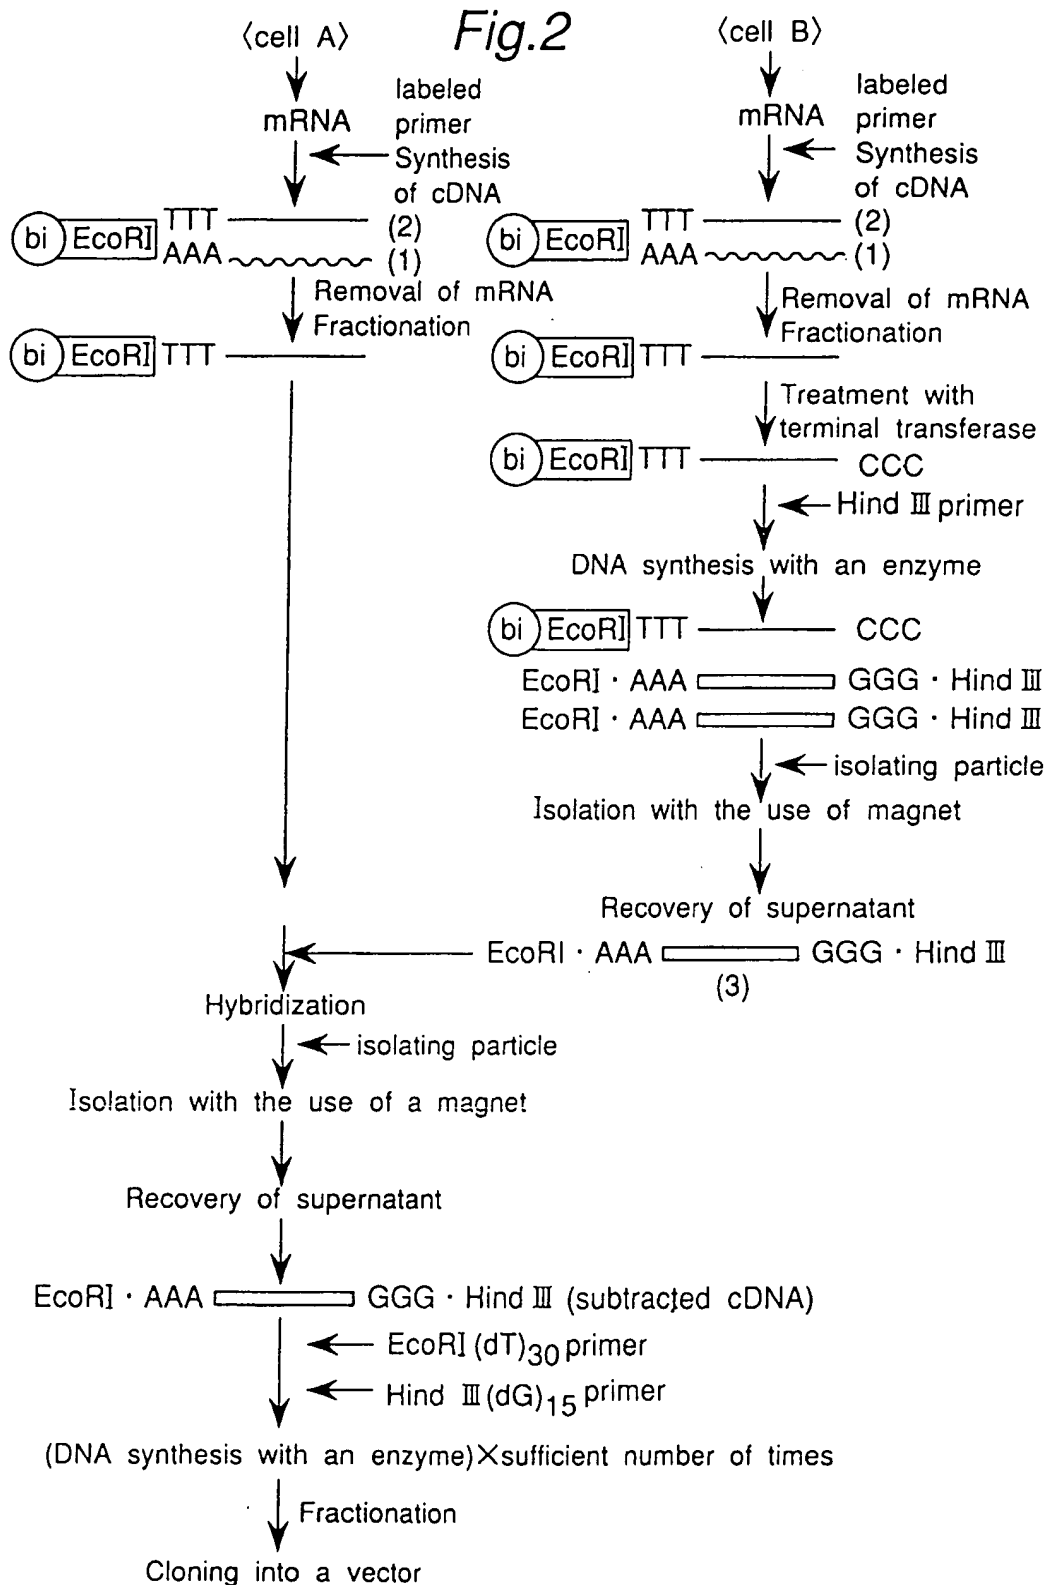 Fig.2
〈cell A〉
mRNA
labeled
primer
Synthesis
of cDNA
bi EcoRI TTT (2)
AAA (1)
Removal of mRNA
Fractionation
bi EcoRI TTT
〈cell B〉
mRNA
labeled
primer
Synthesis
of cDNA
bi EcoRI TTT (2)
AAA (1)
Removal of mRNA
Fractionation
bi EcoRI TTT
Treatment with
terminal transferase
bi EcoRI TTT CCC
Hind III primer
DNA synthesis with an enzyme
bi EcoRI TTT CCC
EcoRI · AAA GGG · Hind III
EcoRI · AAA GGG · Hind III
isolating particle
Isolation with the use of magnet
Recovery of supernatant
EcoRI · AAA GGG · Hind III
(3)
Hybridization
isolating particle
Isolation with the use of a magnet
Recovery of supernatant
EcoRI · AAA GGG · Hind III (subtracted cDNA)
EcoRI (dT)30 primer
Hind III (dG)15 primer
(DNA synthesis with an enzyme)×sufficient number of times
Fractionation
Cloning into a vector